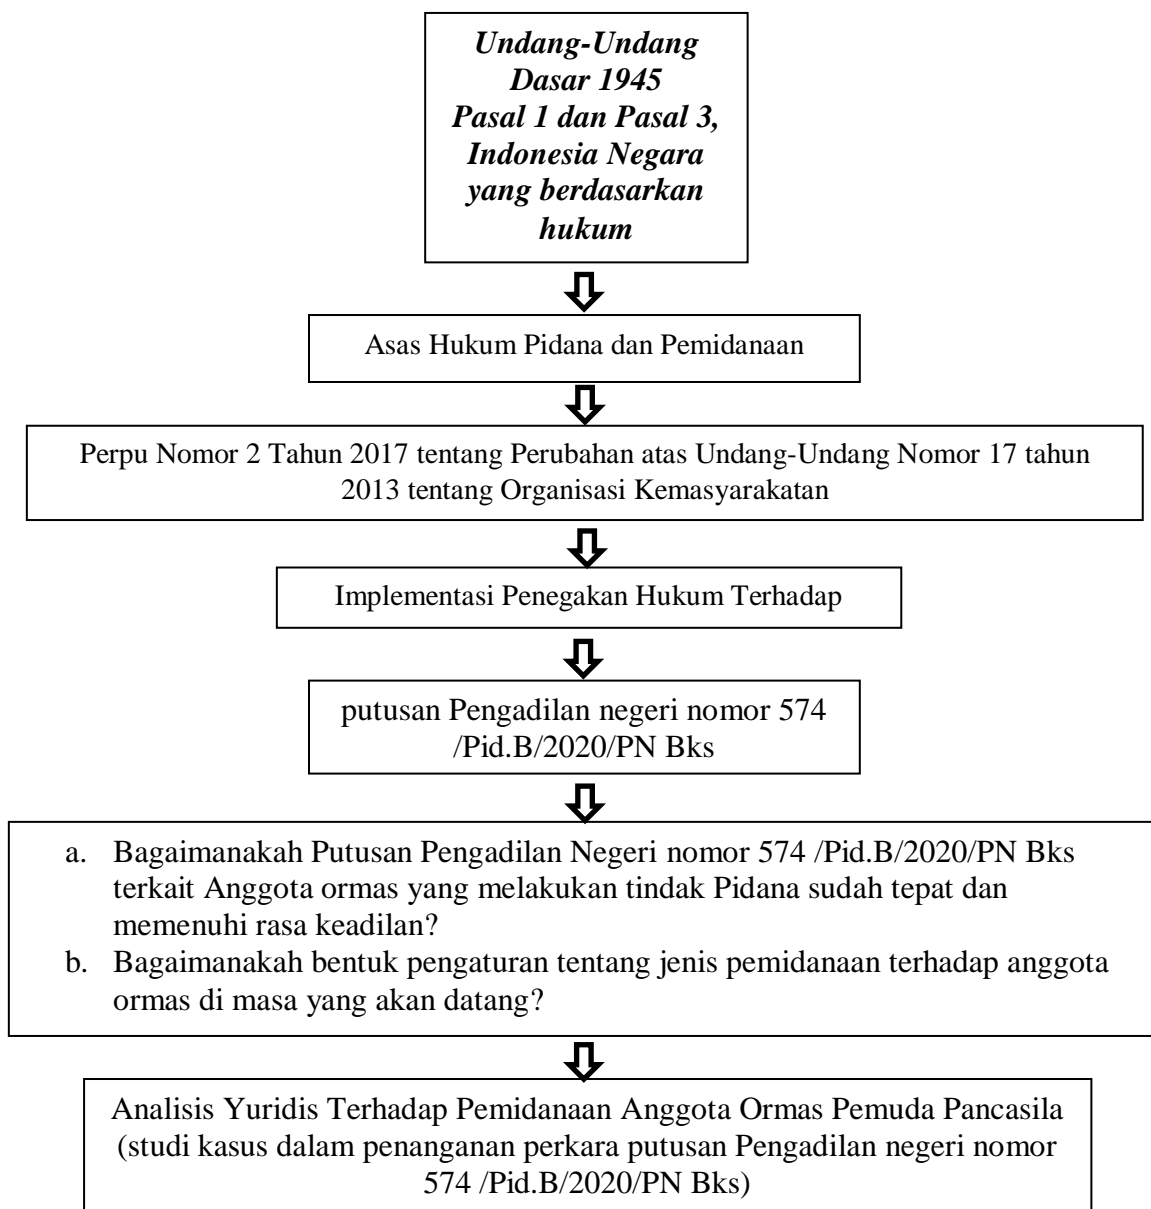 Undang-Undang
Dasar 1945
Pasal 1 dan Pasal 3,
Indonesia Negara
yang berdasarkan
hukum
Asas Hukum Pidana dan Pemidanaan
Perpu Nomor 2 Tahun 2017 tentang Perubahan atas Undang-Undang Nomor 17 tahun
2013 tentang Organisasi Kemasyarakatan
Implementasi Penegakan Hukum Terhadap
putusan Pengadilan negeri nomor 574
/Pid.B/2020/PN Bks
a. Bagaimanakah Putusan Pengadilan Negeri nomor 574 /Pid.B/2020/PN Bks
terkait Anggota ormas yang melakukan tindak Pidana sudah tepat dan
memenuhi rasa keadilan?
b. Bagaimanakah bentuk pengaturan tentang jenis pemidanaan terhadap anggota
ormas di masa yang akan datang?
Analisis Yuridis Terhadap Pemidanaan Anggota Ormas Pemuda Pancasila
(studi kasus dalam penanganan perkara putusan Pengadilan negeri nomor
574 /Pid.B/2020/PN Bks)